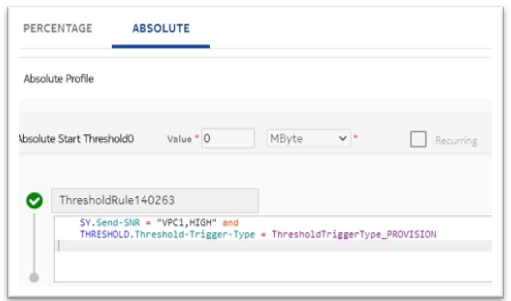 PERCENTAGE ABSOLUTE
Absolute Profile
Absolute Start Threshold0 Value * 0 MByte * Recurring
ThresholdRule140263
SY.Send-SNR = "VPC1,HIGH" and
THRESHOLD.Threshold-Trigger-Type = ThresholdTriggerType_PROVISION